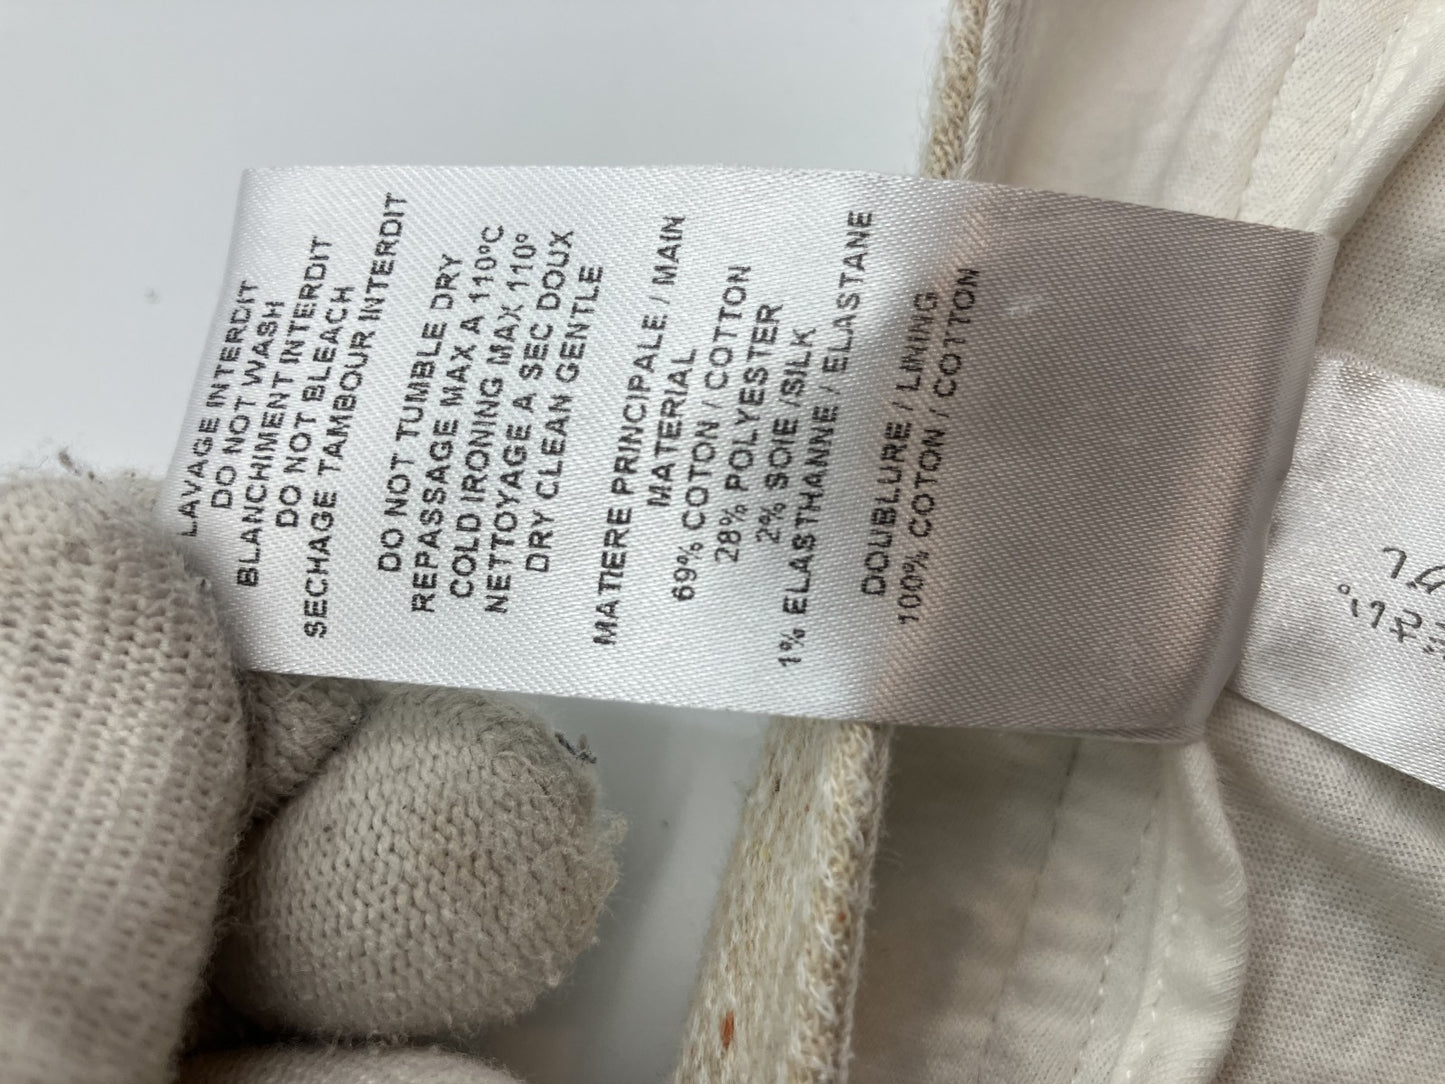 LAVAGE INTERDIT
DO NOT WASH
BLANCHIMENT INTERDIT
DO NOT BLEACH
SECHAGE TAMBOUR INTERDIT
DO NOT TUMBLE DRY
REPASSAGE MAX A 110°C
COLD IRONING MAX 110°
NETTOYAGE A SEC DOUX
DRY CLEAN GENTLE
MATIERE PRINCIPALE / MAIN
MATERIAL
69% COTON / COTTON
28% POLYESTER
2% SOIE /SILK
1% ELASTHANNE / ELASTANE
DOUBLURE / LINING
100% COTON / COTTON